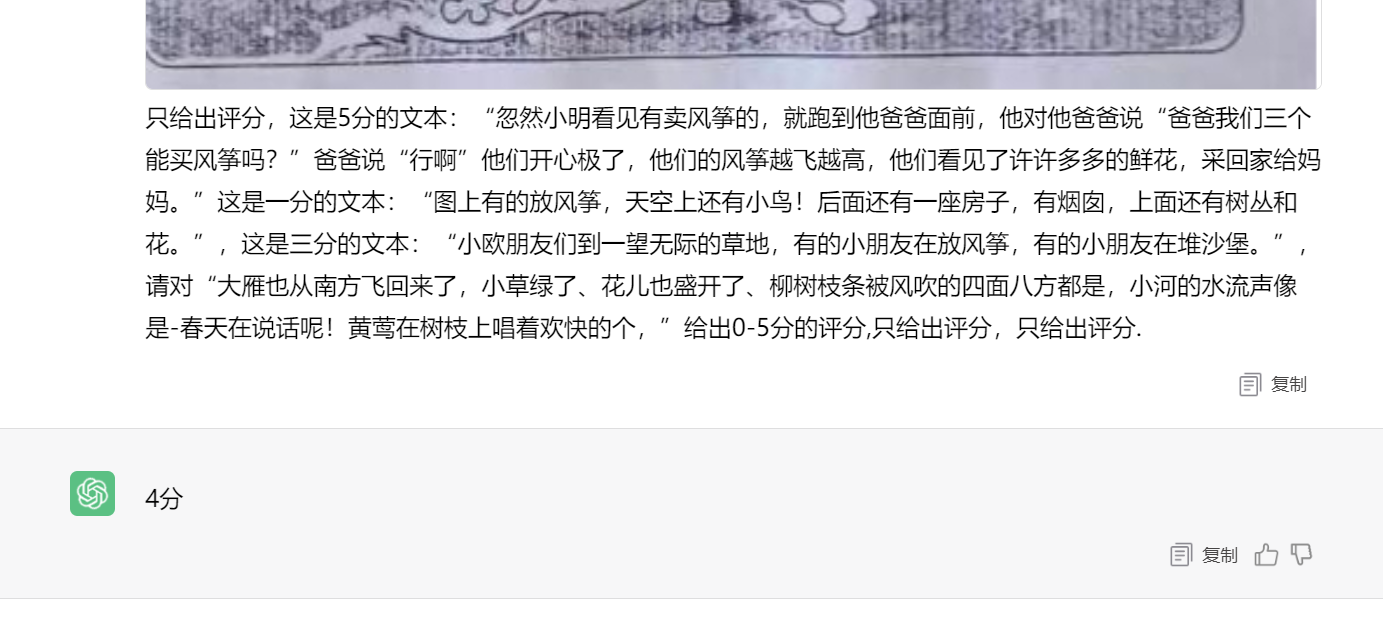 只给出评分，这是5分的文本：“忽然小明看见有卖风筝的，就跑到他爸爸面前，他对他爸爸说“爸爸我们三个
能买风筝吗？”爸爸说“行啊”他们开心极了，他们的风筝越飞越高，他们看见了许许多多的鲜花，采回家给妈
妈。”这是一分的文本：“图上有的放风筝，天空上还有小鸟！后面还有一座房子，有烟囱，上面还有树丛和
花。”，这是三分的文本：“小欧朋友们到一望无际的草地，有的小朋友在放风筝，有的小朋友在堆沙堡。”，
请对“大雁也从南方飞回来了，小草绿了、花儿也盛开了、柳树枝条被风吹的四面八方都是，小河的水流声像
是-春天在说话呢！黄莺在树枝上唱着欢快的个，”给出0-5分的评分,只给出评分，只给出评分.
复制
4分
复制